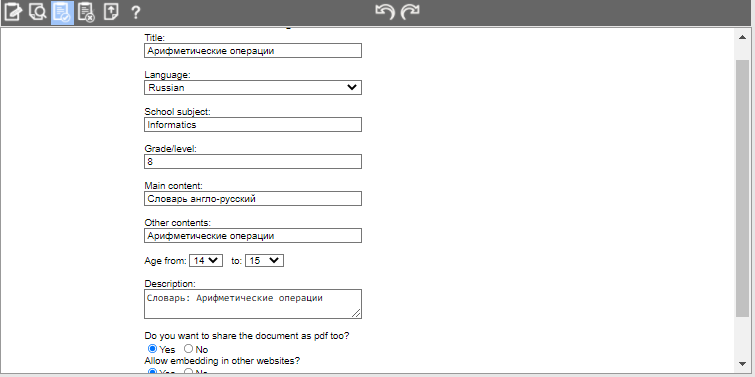 ?
Title:
Арифметические операции
Language:
Russian
School subject:
Informatics
Grade/level:
8
Main content:
Словарь англо-русский
Other contents:
Арифметические операции
Age from: 14 to: 15
Description:
Словарь: Арифметические операции
Do you want to share the document as pdf too?
Yes No
Allow embedding in other websites?
Yes No